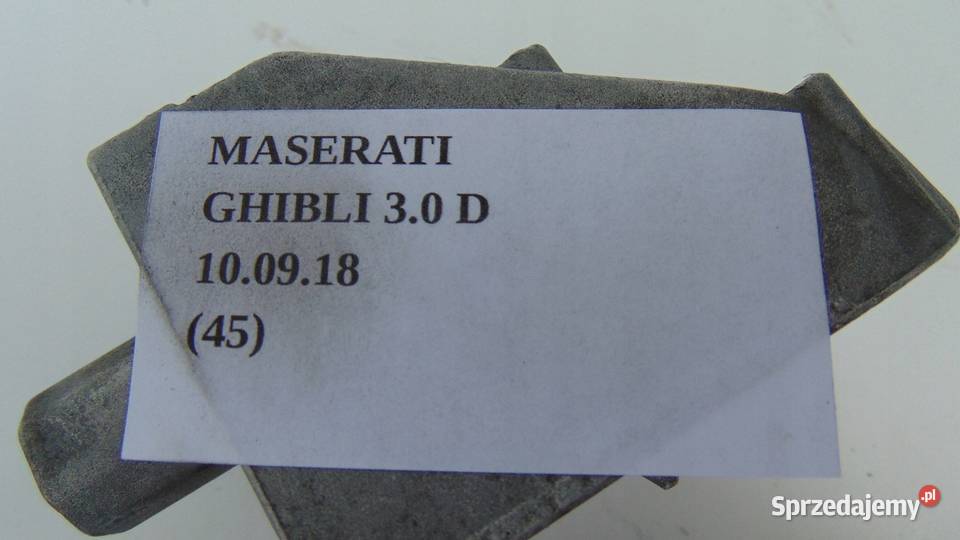 MASERATI
GHIBLI 3.0 D
10.09.18
(45)
Sprzedajemy.pl